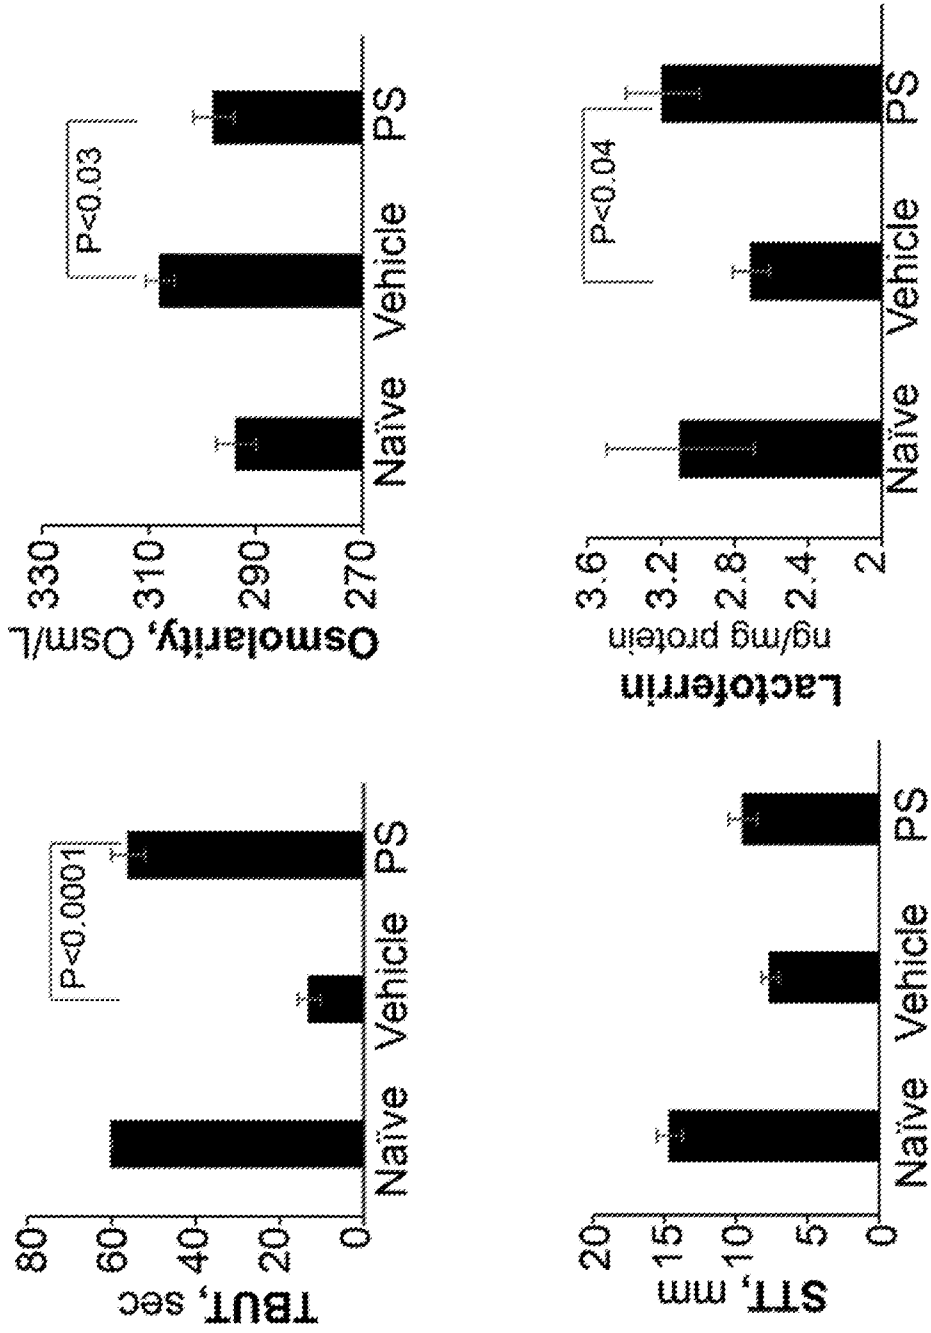 TBUT, sec
80
60
40
20
0
P<0.0001
Naïve Vehicle PS
Osmolarity, Osm/L
330
310
290
270
P<0.03
Naïve Vehicle PS
STT, mm
20
15
10
5
0
Naïve Vehicle PS
Lactoferrin
ng/mg protein
3.6
3.2
2.8
2.4
2
P<0.04
Naïve Vehicle PS